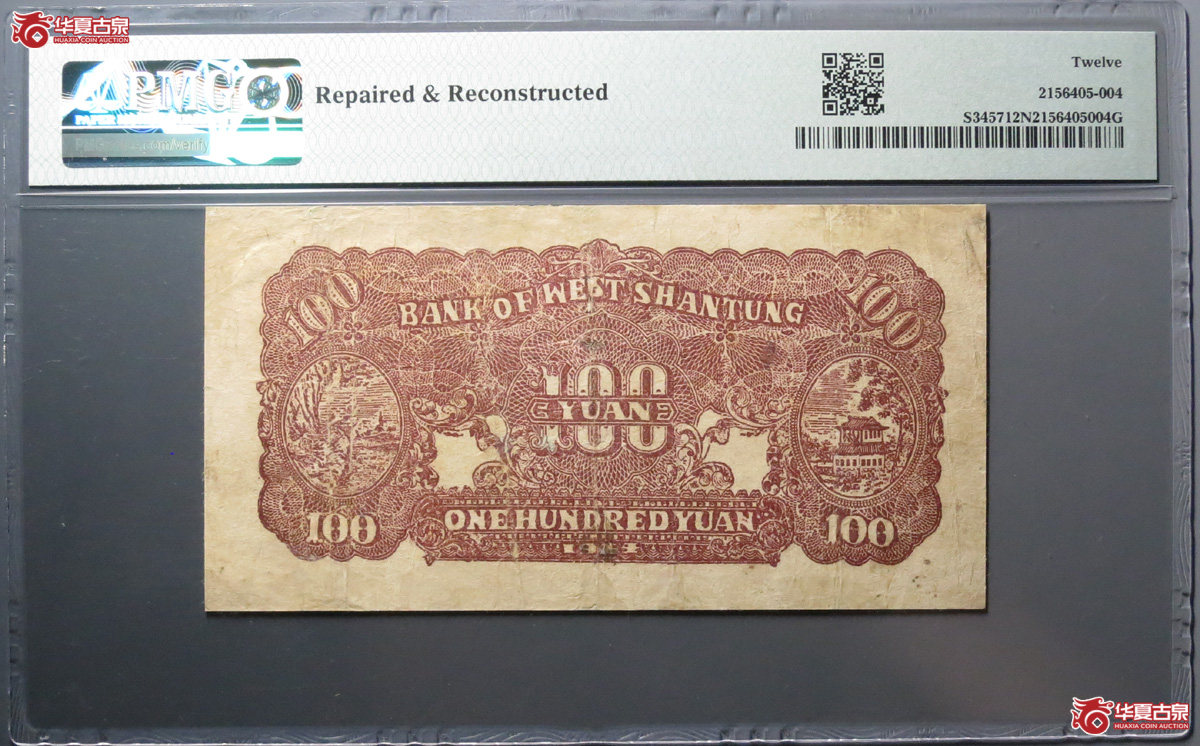 华夏古泉
HUAXIA COIN AUCTION
PMG
Repaired & Reconstructed
Twelve
2156405-004
S345712N2156405004G
100
100
BANK OF WEST SHANTUNG
100
YUAN
100
ONE HUNDRED YUAN
100
华夏古泉
HUAXIA COIN AUCTION